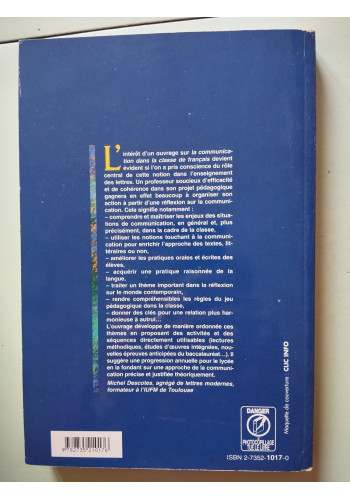 L'intérêt d'un ouvrage sur la communica-
tion dans la classe de français devient
évident si l'on a pris conscience du rôle
central de cette notion dans l'enseignement
des lettres. Un professeur soucieux d'efficacité
et de cohérence dans son projet pédagogique
gagnera en effet beaucoup à organiser son
action à partir d'une réflexion sur la commu-
nication. Cela signifie notamment :
– comprendre et maîtriser les enjeux des situa-
tions de communication, en général et, plus
précisément, dans le cadre de la classe,
– utiliser les notions touchant à la communica-
tion pour enrichir l'approche des textes, lit-
téraires ou non,
– améliorer les pratiques orales et écrites des
élèves,
– acquérir une pratique raisonnée de la
langue,
– traiter un thème important dans la réflexion
sur le monde contemporain,
– rendre compréhensibles les règles du jeu
pédagogique dans la classe,
– donner des clés pour une relation plus har-
monieuse à autrui...
L'ouvrage développe de manière ordonnée ces
thèmes en proposant des activités et des
séquences directement utilisables (lectures
méthodiques, études d'œuvres intégrales, nou-
velles épreuves anticipées du baccalauréat...). Il
suggère une progression annuelle pour le lycée
en la fondant sur une approche de la commu-
nication précise et justifiée théoriquement.
Michel Descotes, agrégé de lettres modernes,
formateur à l'IUFM de Toulouse
Maquette de couverture : CLIC INFO
DANGER
LE
PHOTOCOPILLAGE
TUE LE LIVRE
ISBN 2-7352-1017-0